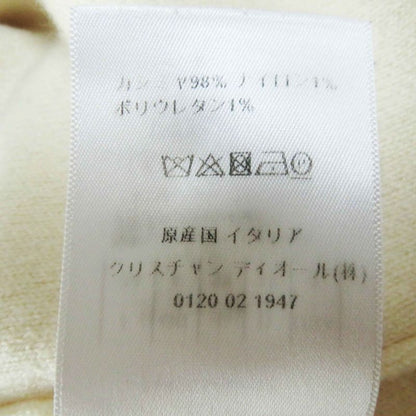 カシミヤ98% ナイロン1%
ポリウレタン1%
原産国 イタリア
クリスチャン ディオール(株)
0120 02 1947